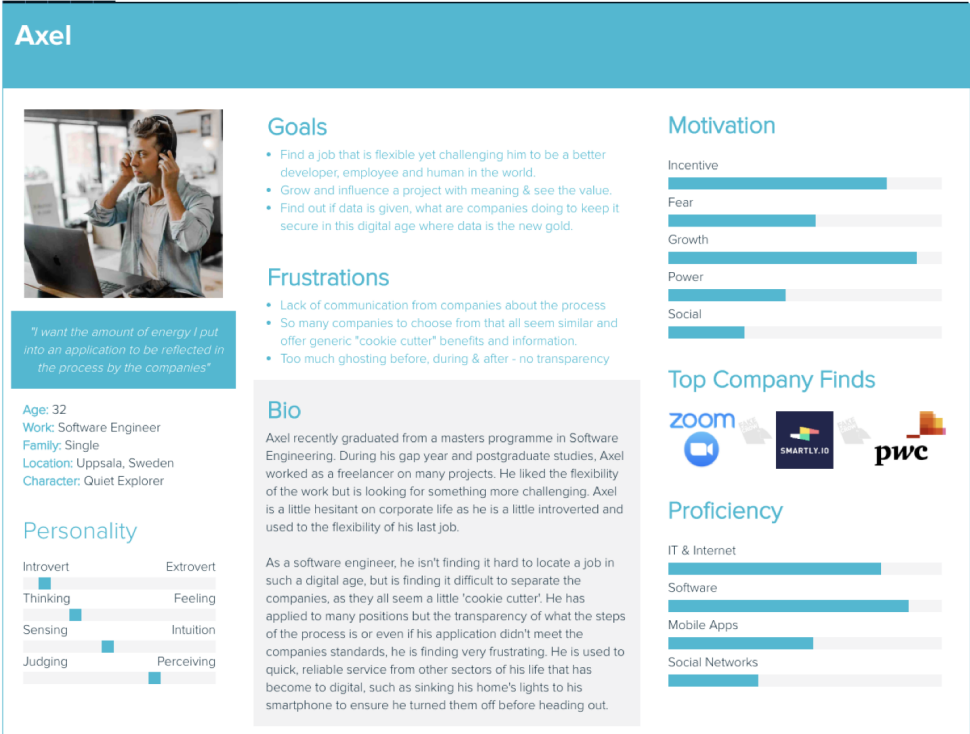 Axel
"I want the amount of energy I put
into an application to be reflected in
the process by the companies"
Age: 32
Work: Software Engineer
Family: Single
Location: Uppsala, Sweden
Character: Quiet Explorer
Personality
Introvert Extrovert
Thinking Feeling
Sensing Intuition
Judging Perceiving
Goals
• Find a job that is flexible yet challenging him to be a better
developer, employee and human in the world.
• Grow and influence a project with meaning & see the value.
• Find out if data is given, what are companies doing to keep it
secure in this digital age where data is the new gold.
Frustrations
• Lack of communication from companies about the process
• So many companies to choose from that all seem similar and
offer generic "cookie cutter" benefits and information.
• Too much ghosting before, during & after - no transparency
Bio
Axel recently graduated from a masters programme in Software
Engineering. During his gap year and postgraduate studies, Axel
worked as a freelancer on many projects. He liked the flexibility
of the work but is looking for something more challenging. Axel
is a little hesitant on corporate life as he is a little introverted and
used to the flexibility of his last job.
As a software engineer, he isn't finding it hard to locate a job in
such a digital age, but is finding it difficult to separate the
companies, as they all seem a little 'cookie cutter'. He has
applied to many positions but the transparency of what the steps
of the process is or even if his application didn't meet the
companies standards, he is finding very frustrating. He is used to
quick, reliable service from other sectors of his life that has
become to digital, such as sinking his home's lights to his
smartphone to ensure he turned them off before heading out.
Motivation
Incentive
Fear
Growth
Power
Social
Top Company Finds
zoom
SMARTLY.IO
pwc
Proficiency
IT & Internet
Software
Mobile Apps
Social Networks